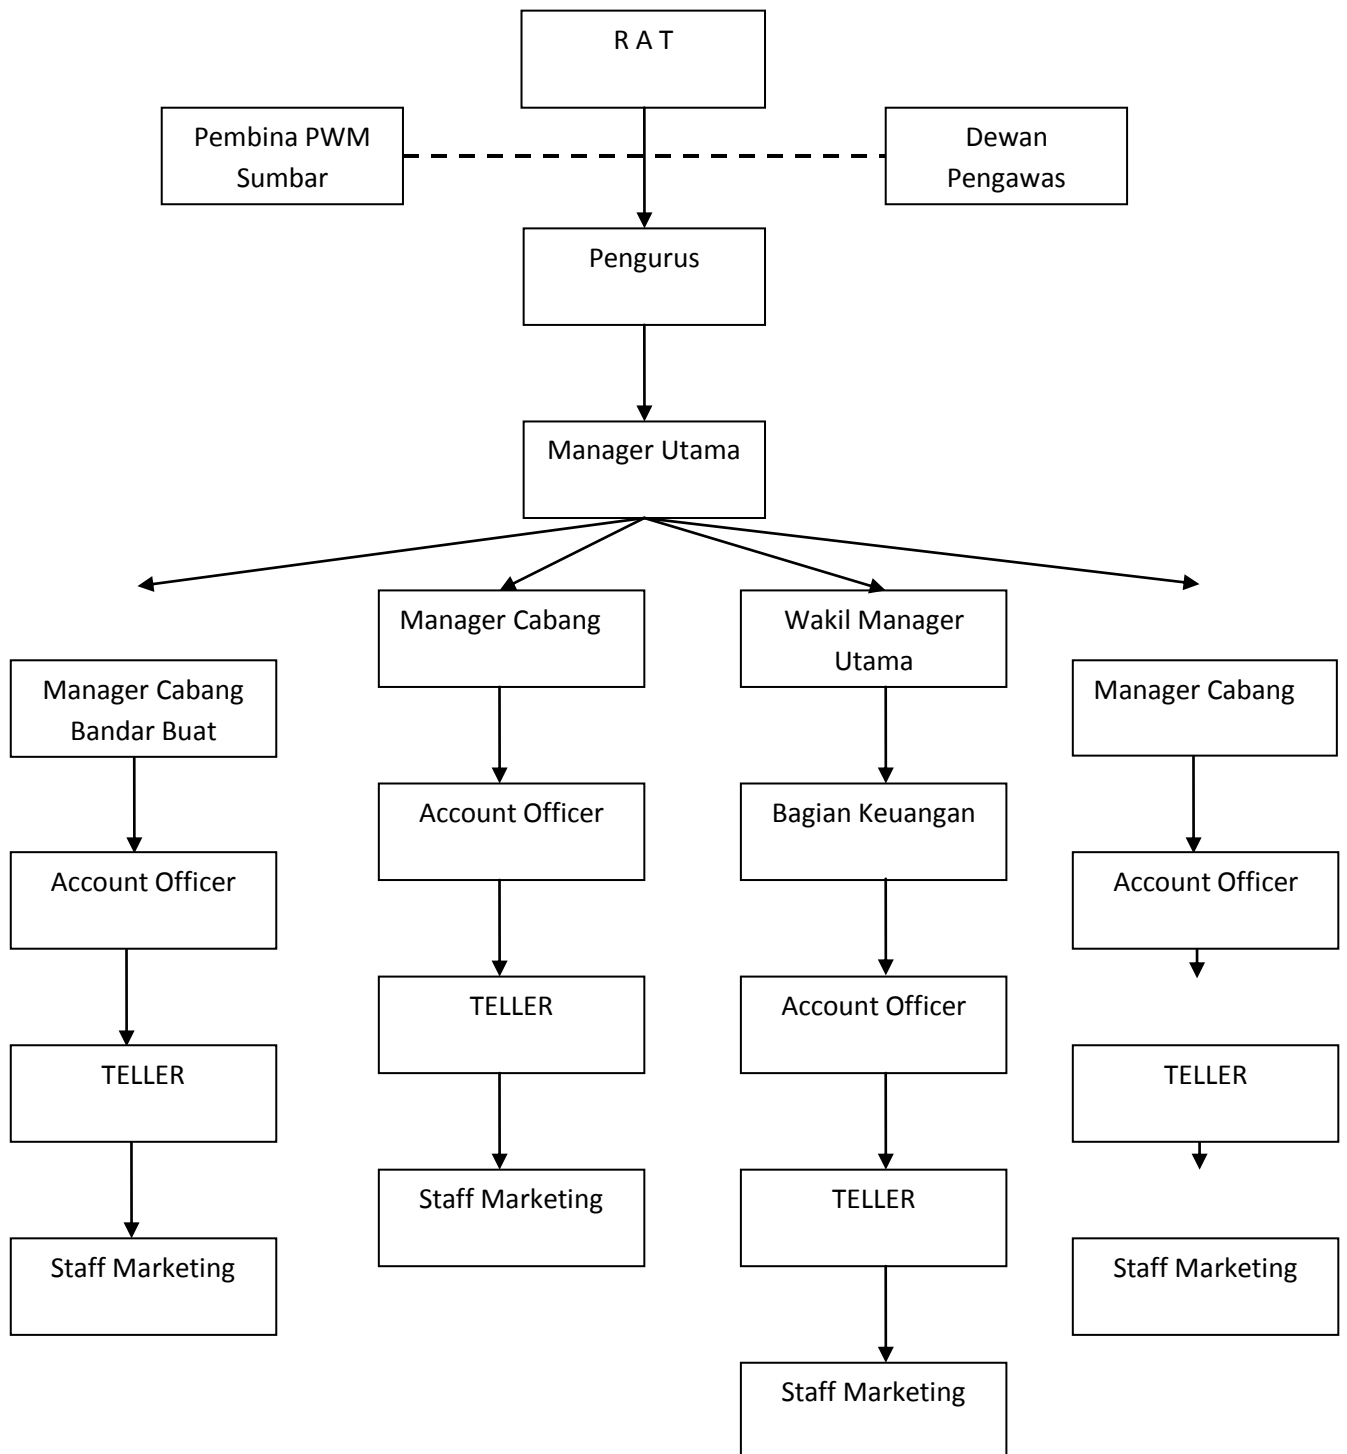 R A T
Pembina PWM
Sumbar
Dewan
Pengawas
Pengurus
Manager Utama
Manager Cabang
Bandar Buat
Account Officer
TELLER
Staff Marketing
Manager Cabang
Account Officer
TELLER
Staff Marketing
Wakil Manager
Utama
Bagian Keuangan
Account Officer
TELLER
Staff Marketing
Manager Cabang
Account Officer
TELLER
Staff Marketing